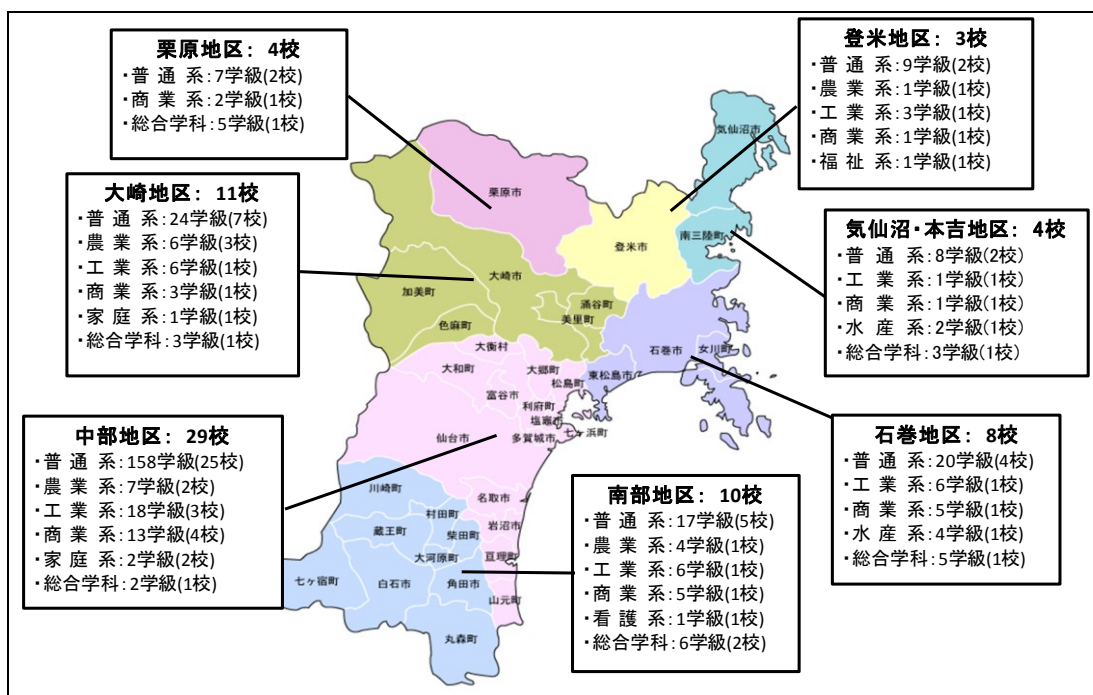 栗原地区: 4校
・普 通 系:7学級(2校)
・商 業 系:2学級(1校)
・総合学科:5学級(1校)
登米地区: 3校
・普 通 系:9学級(2校)
・農 業 系:1学級(1校)
・工 業 系:3学級(1校)
・商 業 系:1学級(1校)
・福 祉 系:1学級(1校)
大崎地区: 11校
・普 通 系:24学級(7校)
・農 業 系:6学級(3校)
・工 業 系:6学級(1校)
・商 業 系:3学級(1校)
・家 庭 系:1学級(1校)
・総合学科:3学級(1校)
気仙沼・本吉地区: 4校
・普 通 系:8学級(2校)
・工 業 系:1学級(1校)
・商 業 系:1学級(1校)
・水 産 系:2学級(1校)
・総合学科:3学級(1校)
中部地区: 29校
・普 通 系:158学級(25校)
・農 業 系:7学級(2校)
・工 業 系:18学級(3校)
・商 業 系:13学級(4校)
・家 庭 系:2学級(2校)
・総合学科:2学級(1校)
南部地区: 10校
・普 通 系:17学級(5校)
・農 業 系:4学級(1校)
・工 業 系:6学級(1校)
・商 業 系:5学級(1校)
・看 護 系:1学級(1校)
・総合学科:6学級(2校)
石巻地区: 8校
・普 通 系:20学級(4校)
・工 業 系:6学級(1校)
・商 業 系:5学級(1校)
・水 産 系:4学級(1校)
・総合学科:5学級(1校)
気仙沼市
栗原市
登米市
南三陸町
大崎市
加美町
涌谷町
美里町
色麻町
大衡村
石巻市
女川町
大和町
大郷町
東松島市
松島町
富谷市
利府町
塩竈市
仙台市
多賀城市
七ヶ浜町
川崎町
名取市
村田町
岩沼市
蔵王町
柴田町
大河原町
亘理町
七ヶ宿町
白石市
角田市
山元町
丸森町